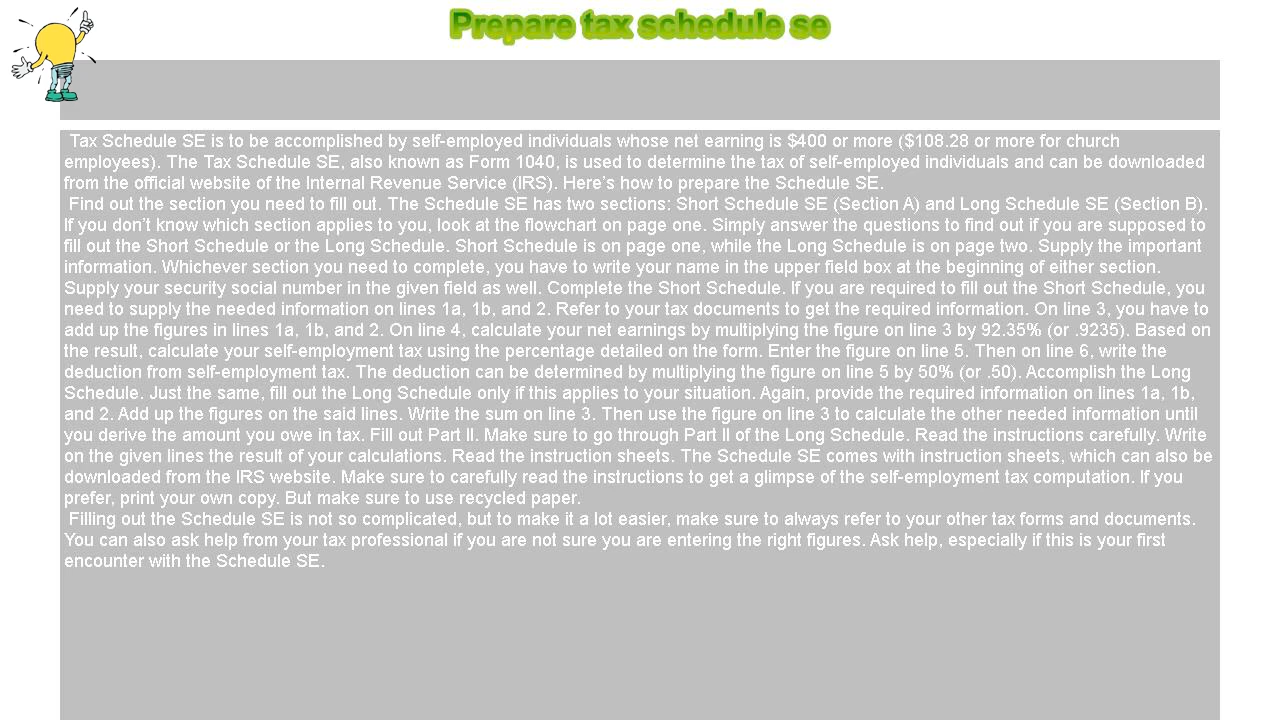 Prepare tax schedule se
Tax Schedule SE is to be accomplished by self-employed individuals whose net earning is $400 or more ($108.28 or more for church
employees). The Tax Schedule SE, also known as Form 1040, is used to determine the tax of self-employed individuals and can be downloaded
from the official website of the Internal Revenue Service (IRS). Here’s how to prepare the Schedule SE.
Find out the section you need to fill out. The Schedule SE has two sections: Short Schedule SE (Section A) and Long Schedule SE (Section B).
If you don’t know which section applies to you, look at the flowchart on page one. Simply answer the questions to find out if you are supposed to
fill out the Short Schedule or the Long Schedule. Short Schedule is on page one, while the Long Schedule is on page two. Supply the important
information. Whichever section you need to complete, you have to write your name in the upper field box at the beginning of either section.
Supply your security social number in the given field as well. Complete the Short Schedule. If you are required to fill out the Short Schedule, you
need to supply the needed information on lines 1a, 1b, and 2. Refer to your tax documents to get the required information. On line 3, you have to
add up the figures in lines 1a, 1b, and 2. On line 4, calculate your net earnings by multiplying the figure on line 3 by 92.35% (or .9235). Based on
the result, calculate your self-employment tax using the percentage detailed on the form. Enter the figure on line 5. Then on line 6, write the
deduction from self-employment tax. The deduction can be determined by multiplying the figure on line 5 by 50% (or .50). Accomplish the Long
Schedule. Just the same, fill out the Long Schedule only if this applies to your situation. Again, provide the required information on lines 1a, 1b,
and 2. Add up the figures on the said lines. Write the sum on line 3. Then use the figure on line 3 to calculate the other needed information until
you derive the amount you owe in tax. Fill out Part II. Make sure to go through Part II of the Long Schedule. Read the instructions carefully. Write
on the given lines the result of your calculations. Read the instruction sheets. The Schedule SE comes with instruction sheets, which can also be
downloaded from the IRS website. Make sure to carefully read the instructions to get a glimpse of the self-employment tax computation. If you
prefer, print your own copy. But make sure to use recycled paper.
Filling out the Schedule SE is not so complicated, but to make it a lot easier, make sure to always refer to your other tax forms and documents.
You can also ask help from your tax professional if you are not sure you are entering the right figures. Ask help, especially if this is your first
encounter with the Schedule SE.